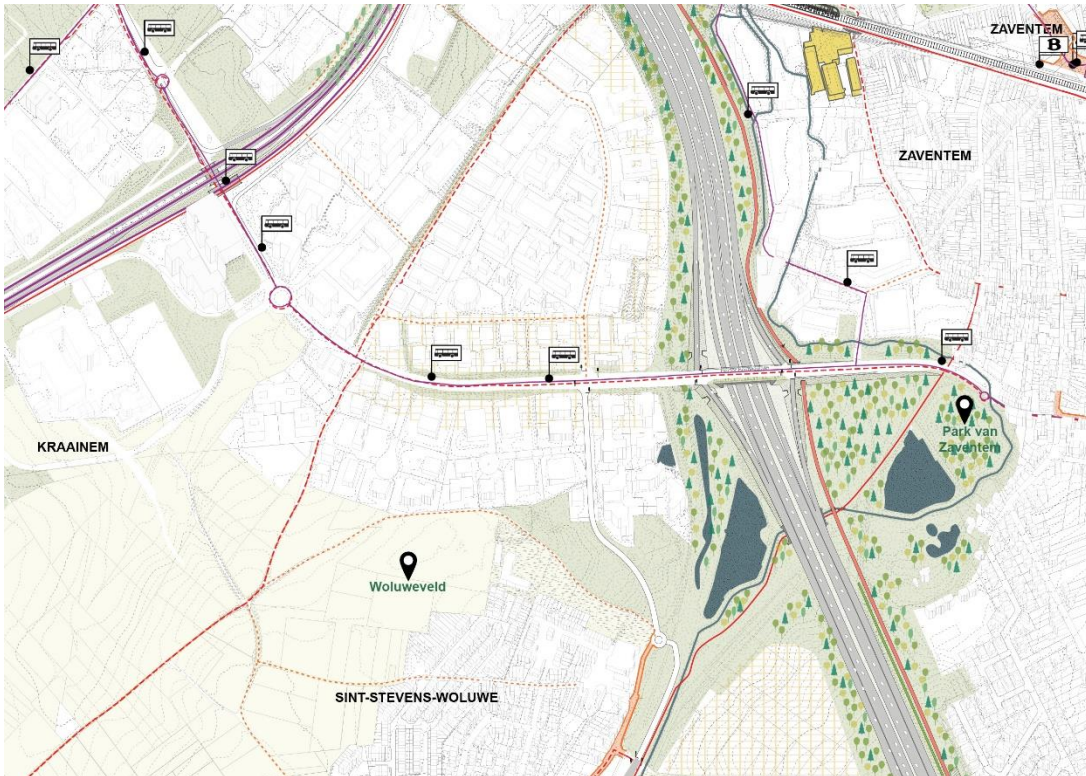 ZAVENTEM
B
ZAVENTEM
Park van
Zaventem
KRAAINEM
Woluweveld
SINT-STEVENS-WOLUWE